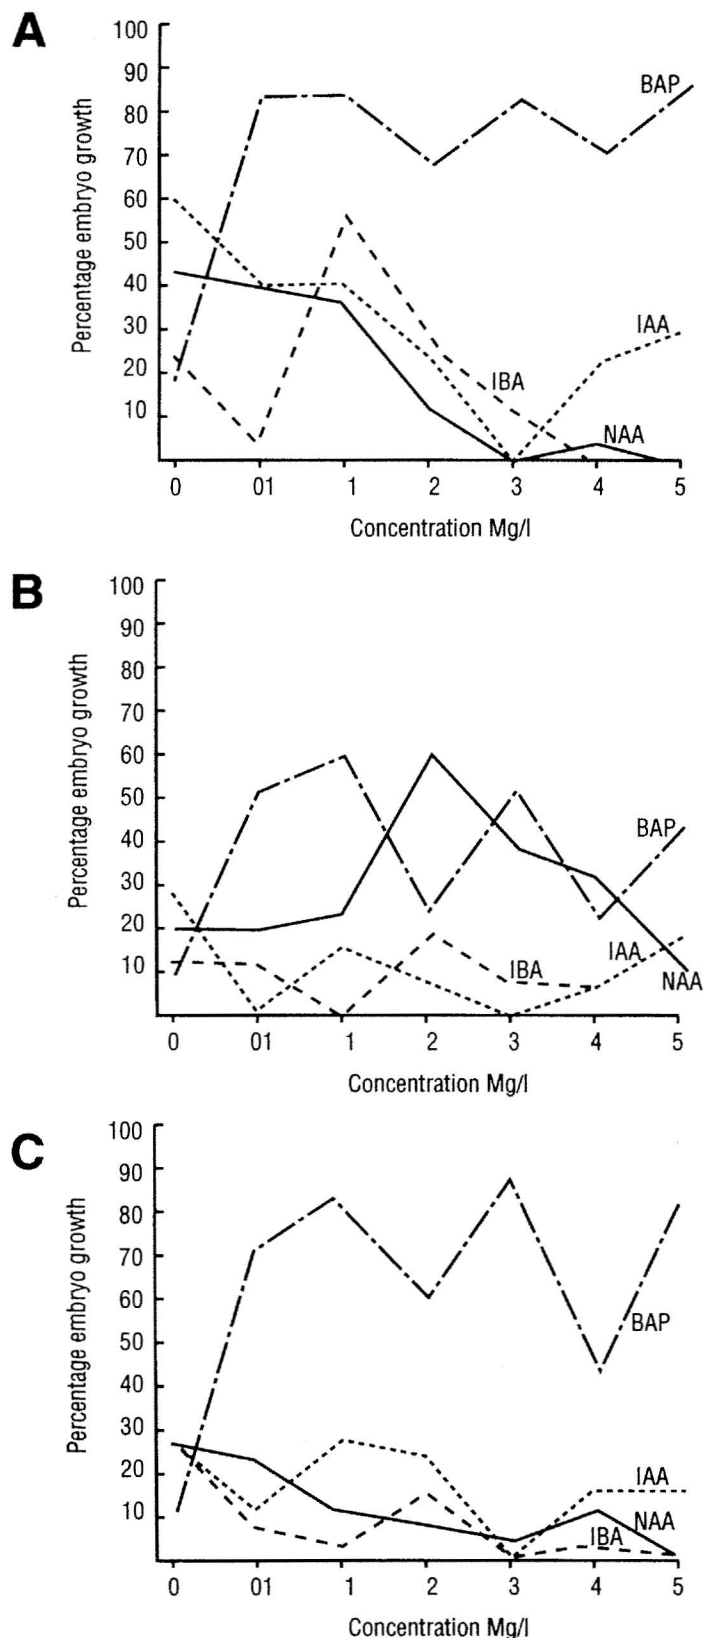 A
100
90
80
70
60
50
40
30
20
10
Percentage embryo growth
BAP
IAA
IBA
NAA
0 01 1 2 3 4 5
Concentration Mg/l
B
100
90
80
70
60
50
40
30
20
10
Percentage embryo growth
BAP
IAA
IBA
NAA
0 01 1 2 3 4 5
Concentration Mg/l
C
100
90
80
70
60
50
40
30
20
10
Percentage embryo growth
BAP
IAA
NAA
IBA
0 01 1 2 3 4 5
Concentration Mg/l